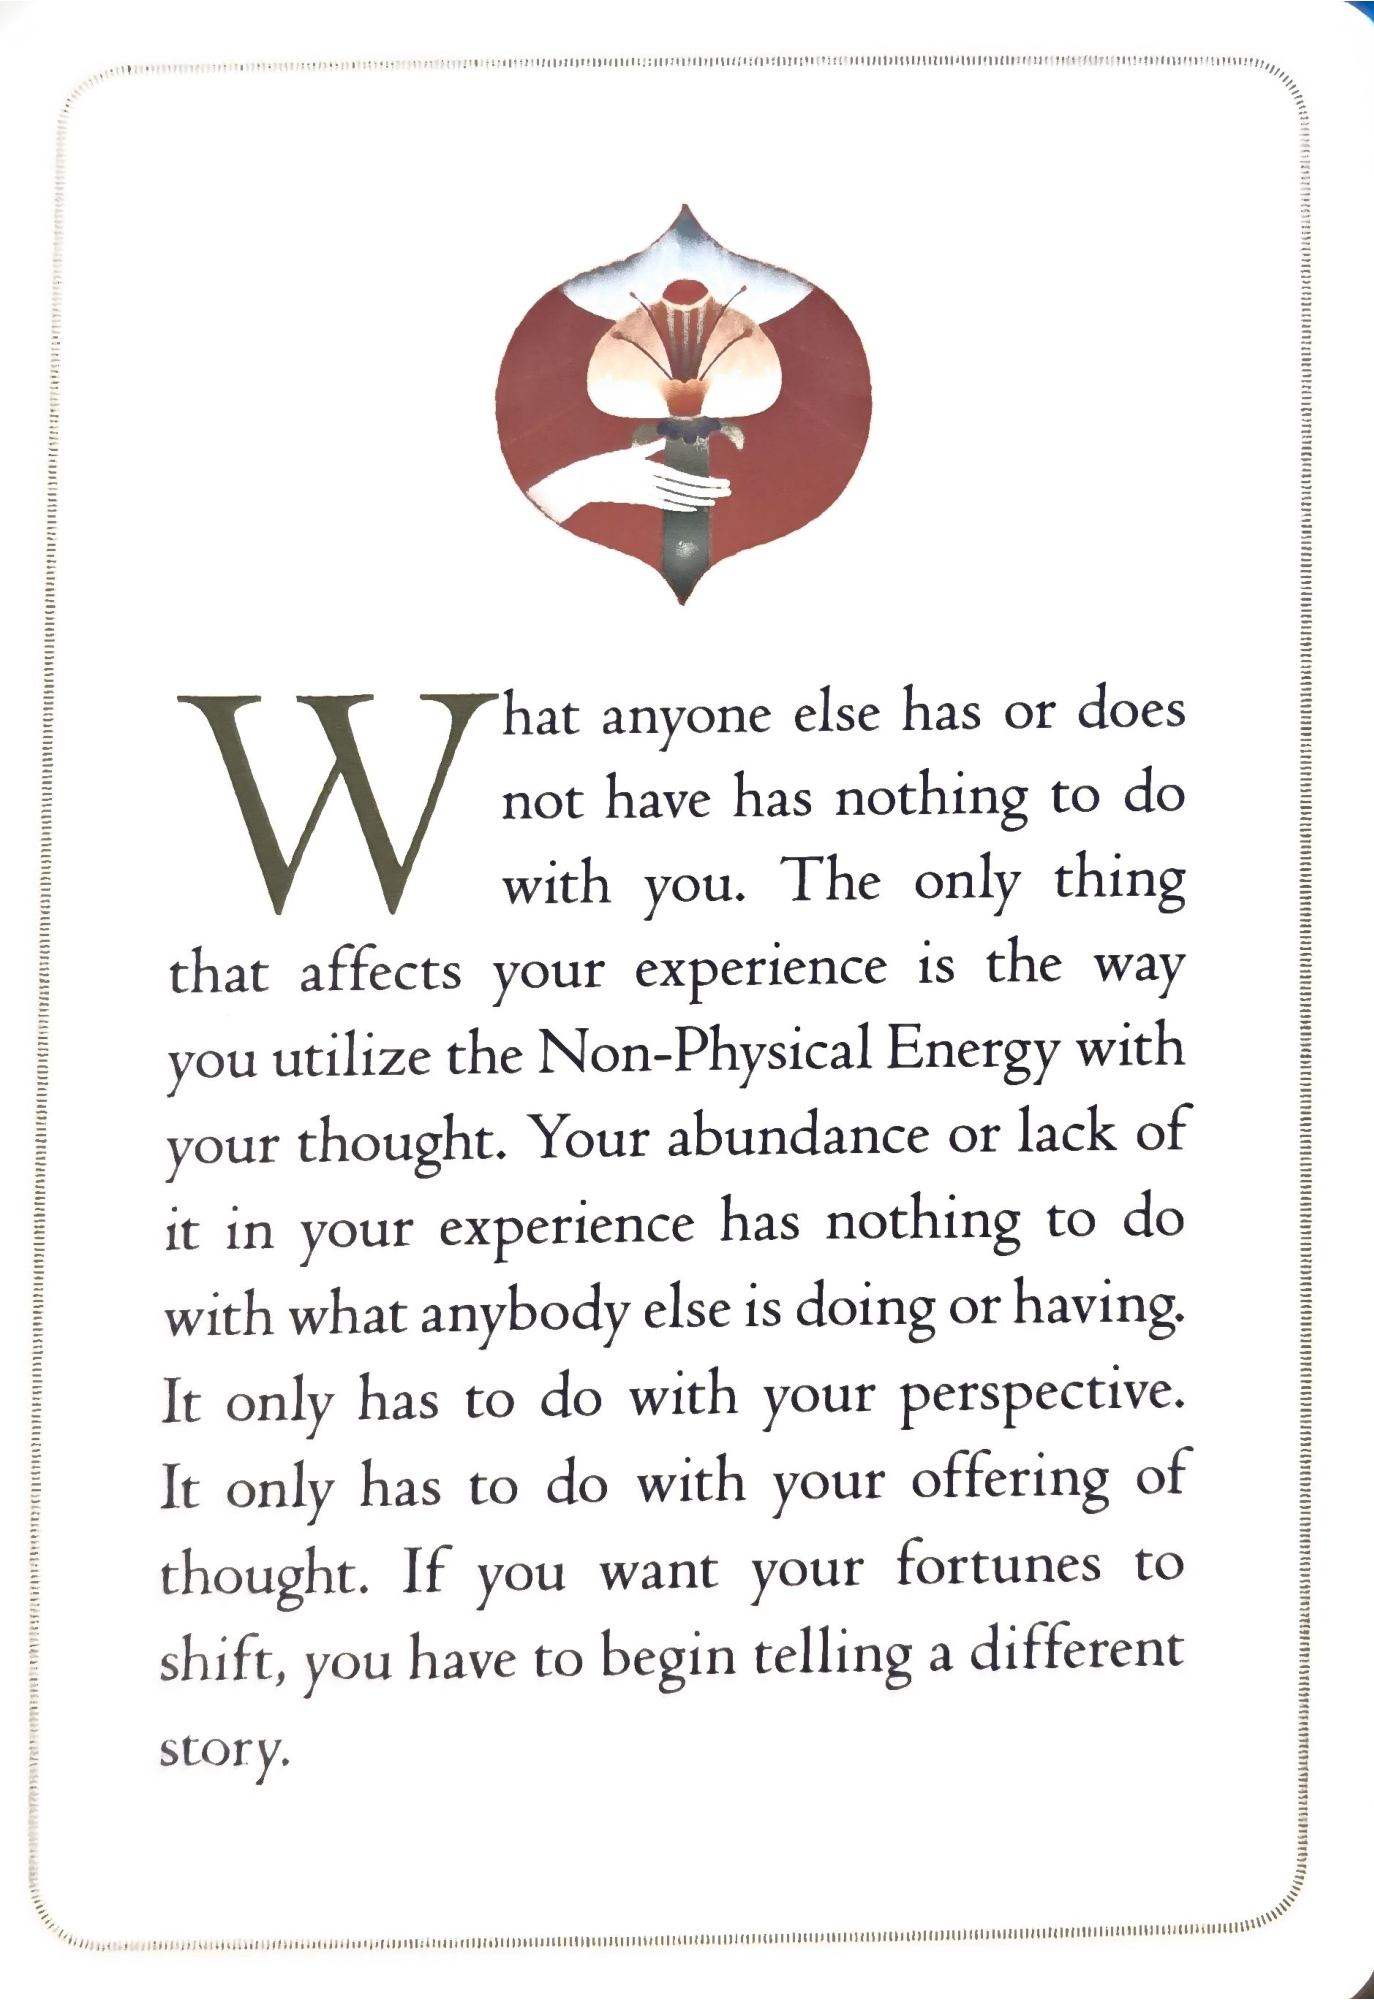 What anyone else has or does
not have has nothing to do
with you. The only thing
that affects your experience is the way
you utilize the Non-Physical Energy with
your thought. Your abundance or lack of
it in your experience has nothing to do
with what anybody else is doing or having.
It only has to do with your perspective.
It only has to do with your offering of
thought. If you want your fortunes to
shift, you have to begin telling a different
story.